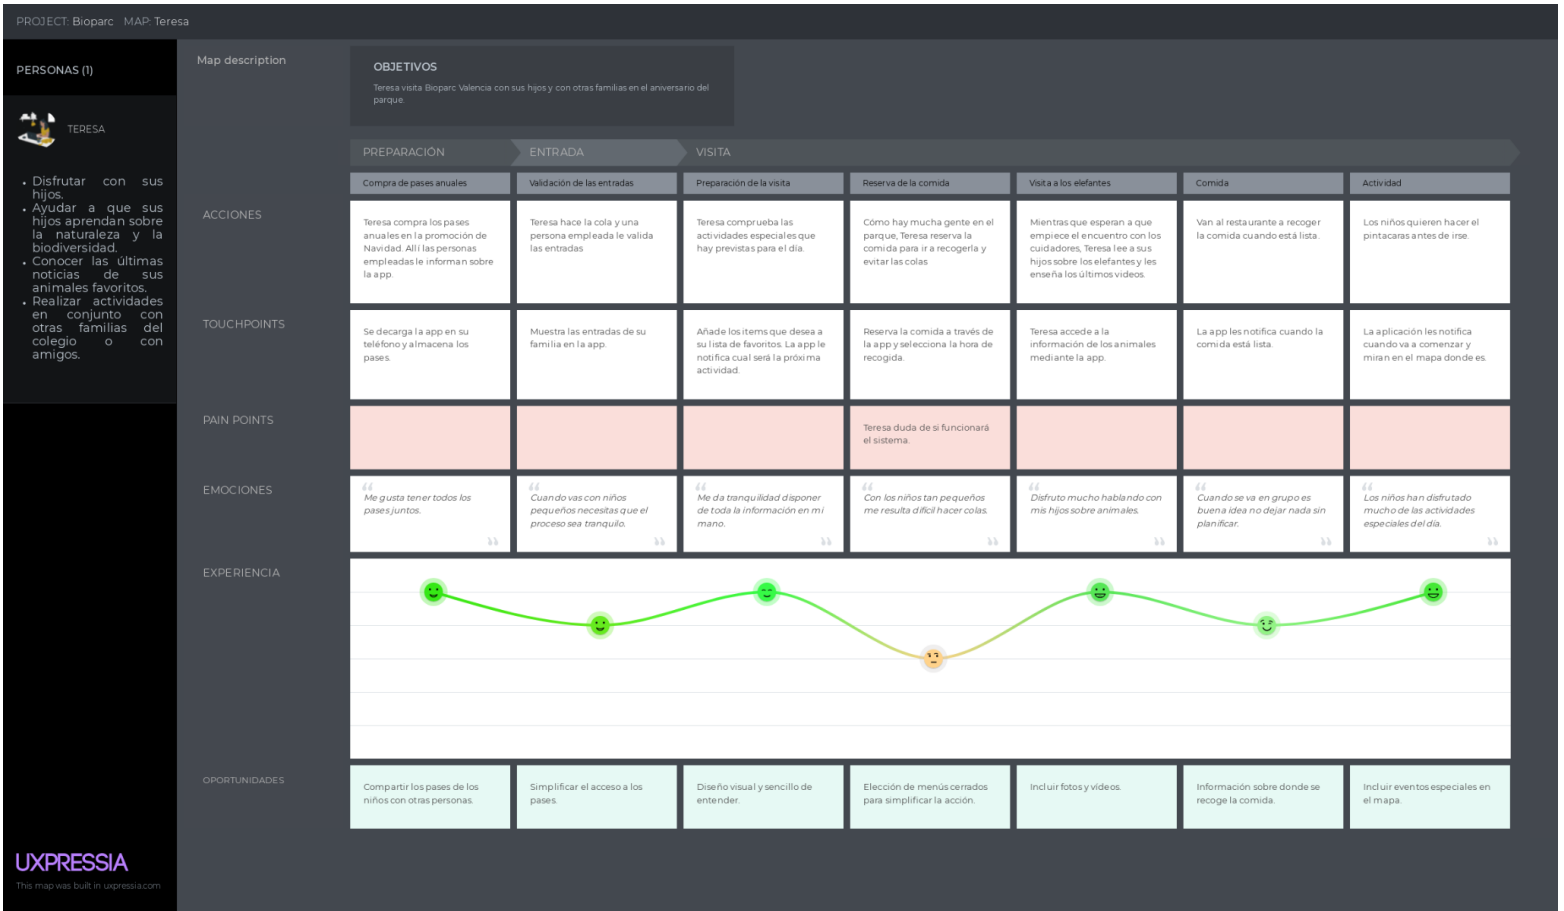 PROJECT: Bioparc MAP: Teresa
PERSONAS (1)
TERESA
• Disfrutar con sus
hijos.
• Ayudar a que sus
hijos aprendan sobre
la naturaleza y la
biodiversidad.
• Conocer las últimas
noticias de sus
animales favoritos.
• Realizar actividades
en conjunto con
otras familias del
colegio o con
amigos.
UXPRESSIA
This map was built in uxpressia.com
Map description
OBJETIVOS
Teresa visita Bioparc Valencia con sus hijos y con otras familias en el aniversario del
parque.
PREPARACIÓN
ENTRADA
VISITA
Compra de pases anuales
Validación de las entradas
Preparación de la visita
Reserva de la comida
Visita a los elefantes
Comida
Actividad
ACCIONES
Teresa compra los pases
anuales en la promoción de
Navidad. Allí las personas
empleadas le informan sobre
la app.
Teresa hace la cola y una
persona empleada le valida
las entradas
Teresa comprueba las
actividades especiales que
hay previstas para el día.
Cómo hay mucha gente en el
parque, Teresa reserva la
comida para ir a recogerla y
evitar las colas
Mientras que esperan a que
empiece el encuentro con los
cuidadores, Teresa lee a sus
hijos sobre los elefantes y les
enseña los últimos videos.
Van al restaurante a recoger
la comida cuando está lista.
Los niños quieren hacer el
pintacaras antes de irse.
TOUCHPOINTS
Se decarga la app en su
teléfono y almacena los
pases.
Muestra las entradas de su
familia en la app.
Añade los items que desea a
su lista de favoritos. La app le
notifica cual será la próxima
actividad.
Reserva la comida a través de
la app y selecciona la hora de
recogida.
Teresa accede a la
información de los animales
mediante la app.
La app les notifica cuando la
comida está lista.
La aplicación les notifica
cuando va a comenzar y
miran en el mapa donde es.
PAIN POINTS
Teresa duda de si funcionará
el sistema.
EMOCIONES
“
Me gusta tener todos los
pases juntos.
”
“
Cuando vas con niños
pequeños necesitas que el
proceso sea tranquilo.
”
“
Me da tranquilidad disponer
de toda la información en mi
mano.
”
“
Con los niños tan pequeños
me resulta difícil hacer colas.
”
“
Disfruto mucho hablando con
mis hijos sobre animales.
”
“
Cuando se va en grupo es
buena idea no dejar nada sin
planificar.
”
“
Los niños han disfrutado
mucho de las actividades
especiales del día.
”
EXPERIENCIA
OPORTUNIDADES
Compartir los pases de los
niños con otras personas.
Simplificar el acceso a los
pases.
Diseño visual y sencillo de
entender.
Elección de menús cerrados
para simplificar la acción.
Incluir fotos y vídeos.
Información sobre donde se
recoge la comida.
Incluir eventos especiales en
el mapa.